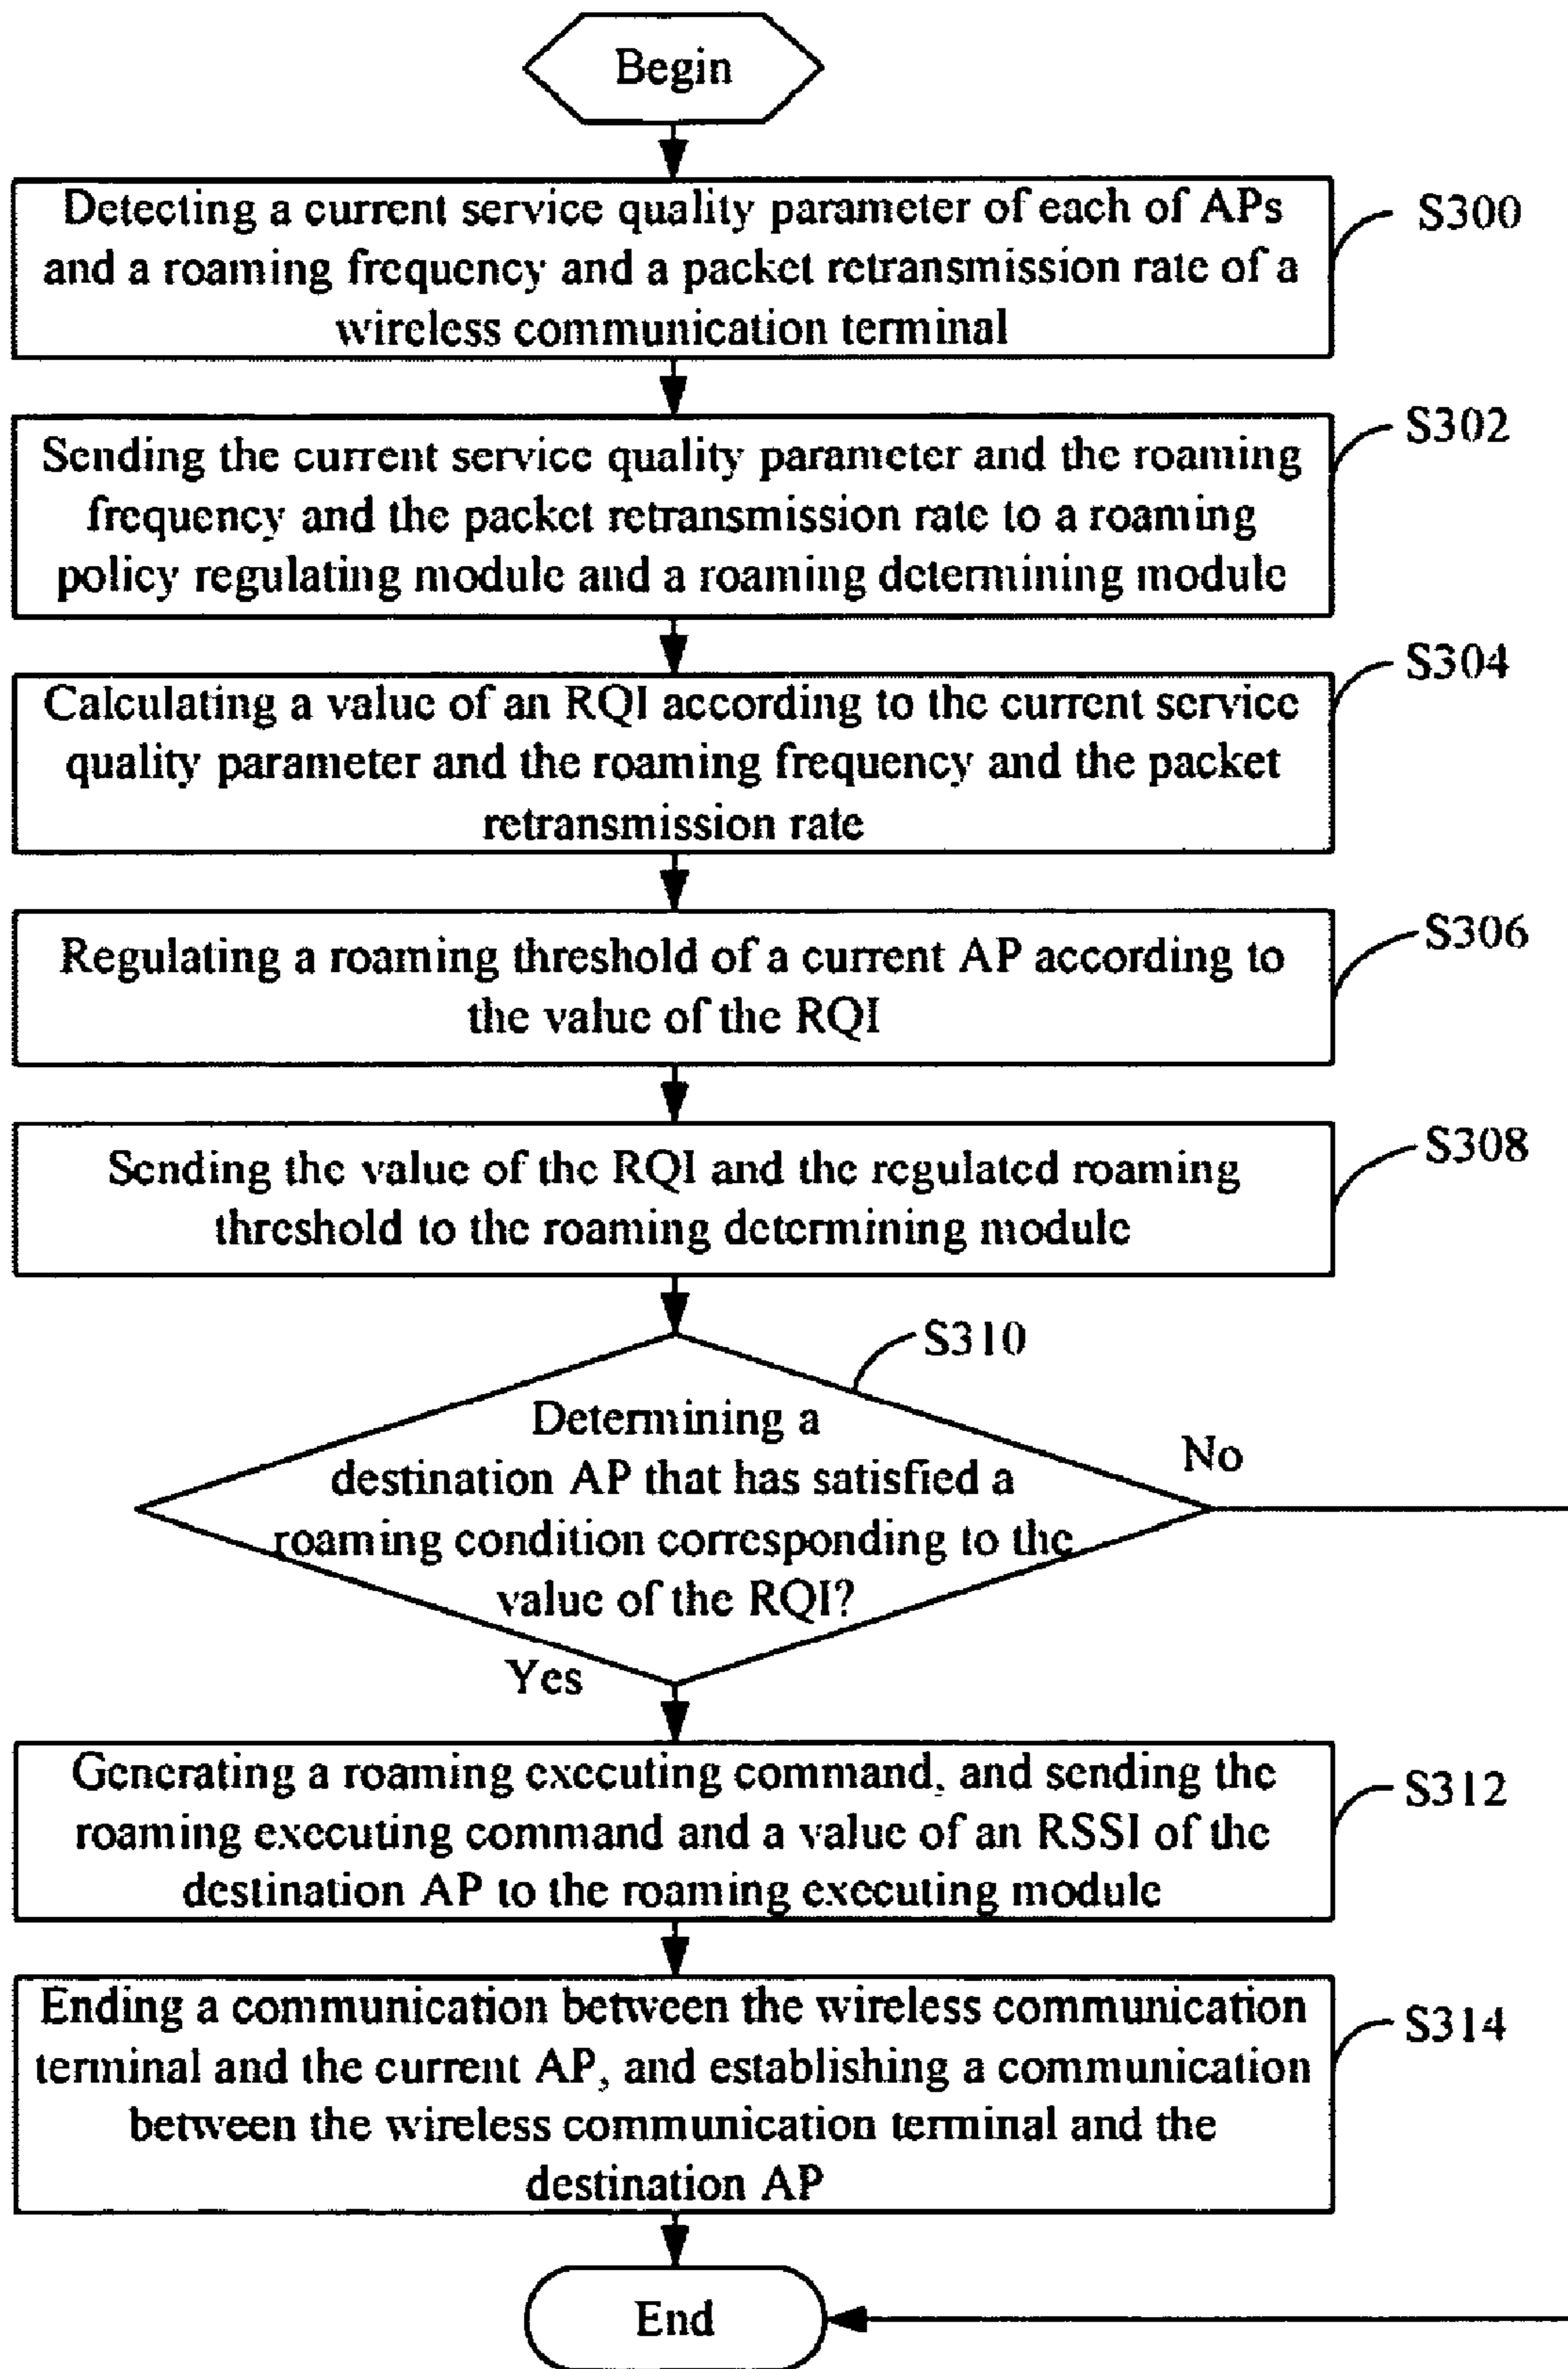 Begin
Detecting a current service quality parameter of each of APs
and a roaming frequency and a packet retransmission rate of a
wireless communication terminal
S300
Sending the current service quality parameter and the roaming
frequency and the packet retransmission rate to a roaming
policy regulating module and a roaming determining module
S302
Calculating a value of an RQI according to the current service
quality parameter and the roaming frequency and the packet
retransmission rate
S304
Regulating a roaming threshold of a current AP according to
the value of the RQI
S306
Sending the value of the RQI and the regulated roaming
threshold to the roaming determining module
S308
S310
Determining a
destination AP that has satisfied a
roaming condition corresponding to the
value of the RQI?
No
Yes
Generating a roaming executing command, and sending the
roaming executing command and a value of an RSSI of the
destination AP to the roaming executing module
S312
Ending a communication between the wireless communication
terminal and the current AP, and establishing a communication
between the wireless communication terminal and the
destination AP
S314
End